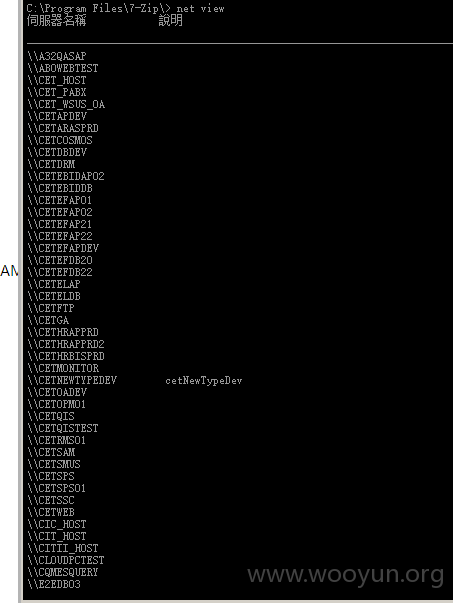 C:\Program Files\7-Zip\> net view
伺服器名稱 說明
\\A32QASAP
\\ABOWEBTEST
\\CET_HOST
\\CET_PABX
\\CET_WSUS_OA
\\CETAPDEV
\\CETARASPRD
\\CETCOSMOS
\\CETDBDEV
\\CETDRM
\\CETEBIDAPO2
\\CETEBIDDB
\\CETEFAP01
\\CETEFAP02
\\CETEFAP21
\\CETEFAP22
\\CETEFAPDEV
\\CETEFDB20
\\CETEFDB22
\\CETELAP
\\CETELDB
\\CETFTP
\\CETGA
\\CETHRAPPRD
\\CETHRAPPRD2
\\CETHRBISPRD
\\CETMONITOR
\\CETNEWTYPEDEV cetNewTypeDev
\\CETOADEV
\\CETOPM01
\\CETQIS
\\CETQISTEST
\\CETRMS01
\\CETSAM
\\CETSMUS
\\CETSPS
\\CETSPS01
\\CETSSC
\\CETWEB
\\CIC_HOST
\\CIT_HOST
\\CITII_HOST
\\CLOUDPCTEST
\\CQMESQUERY
\\E2EDB03
www.wooyun.org